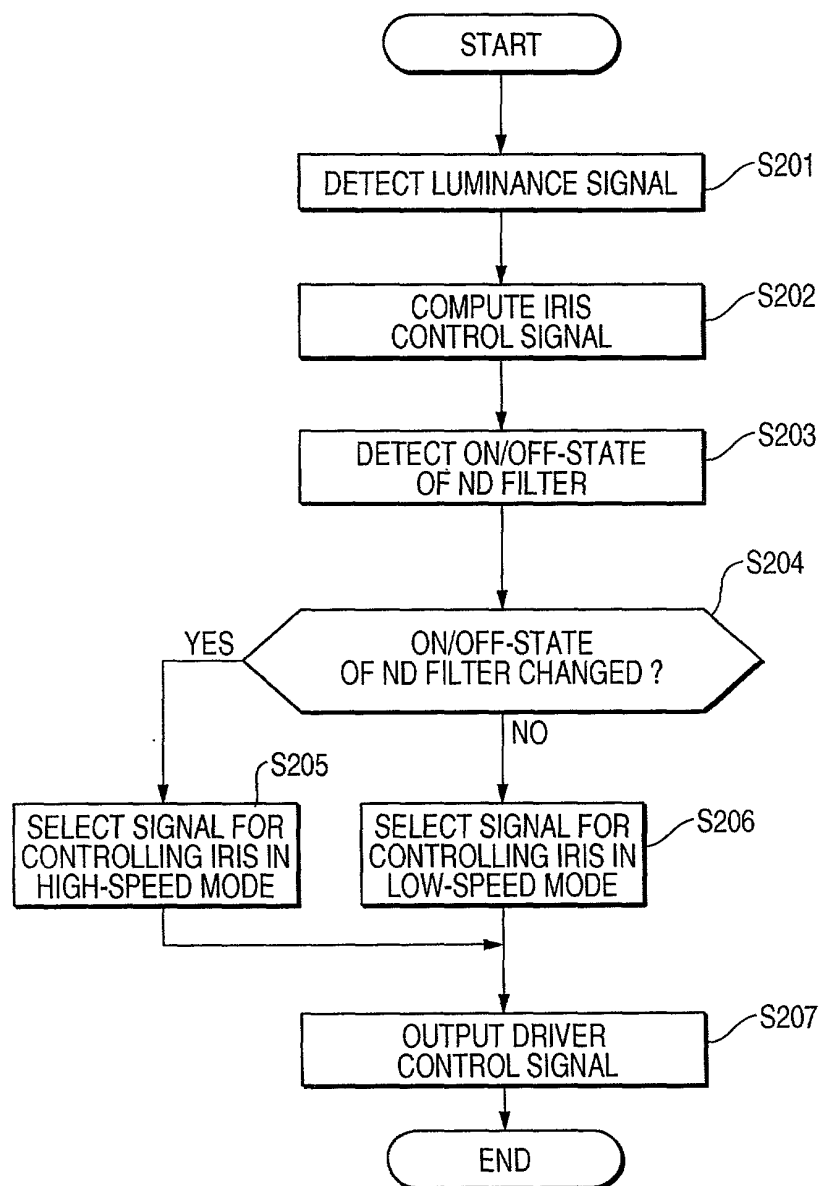 START
DETECT LUMINANCE SIGNAL
S201
COMPUTE IRIS
CONTROL SIGNAL
S202
DETECT ON/OFF-STATE
OF ND FILTER
S203
S204
ON/OFF-STATE
OF ND FILTER CHANGED ?
YES
NO
S205
SELECT SIGNAL FOR
CONTROLLING IRIS IN
HIGH-SPEED MODE
SELECT SIGNAL FOR
CONTROLLING IRIS IN
LOW-SPEED MODE
S206
OUTPUT DRIVER
CONTROL SIGNAL
S207
END